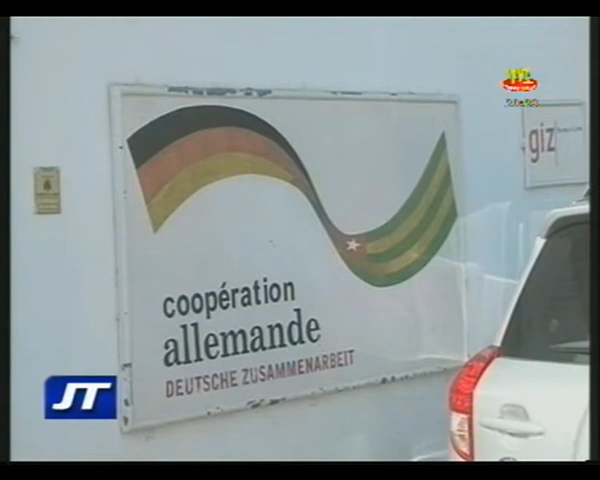 giz
coopération
allemande
DEUTSCHE ZUSAMMENARBEIT
JT